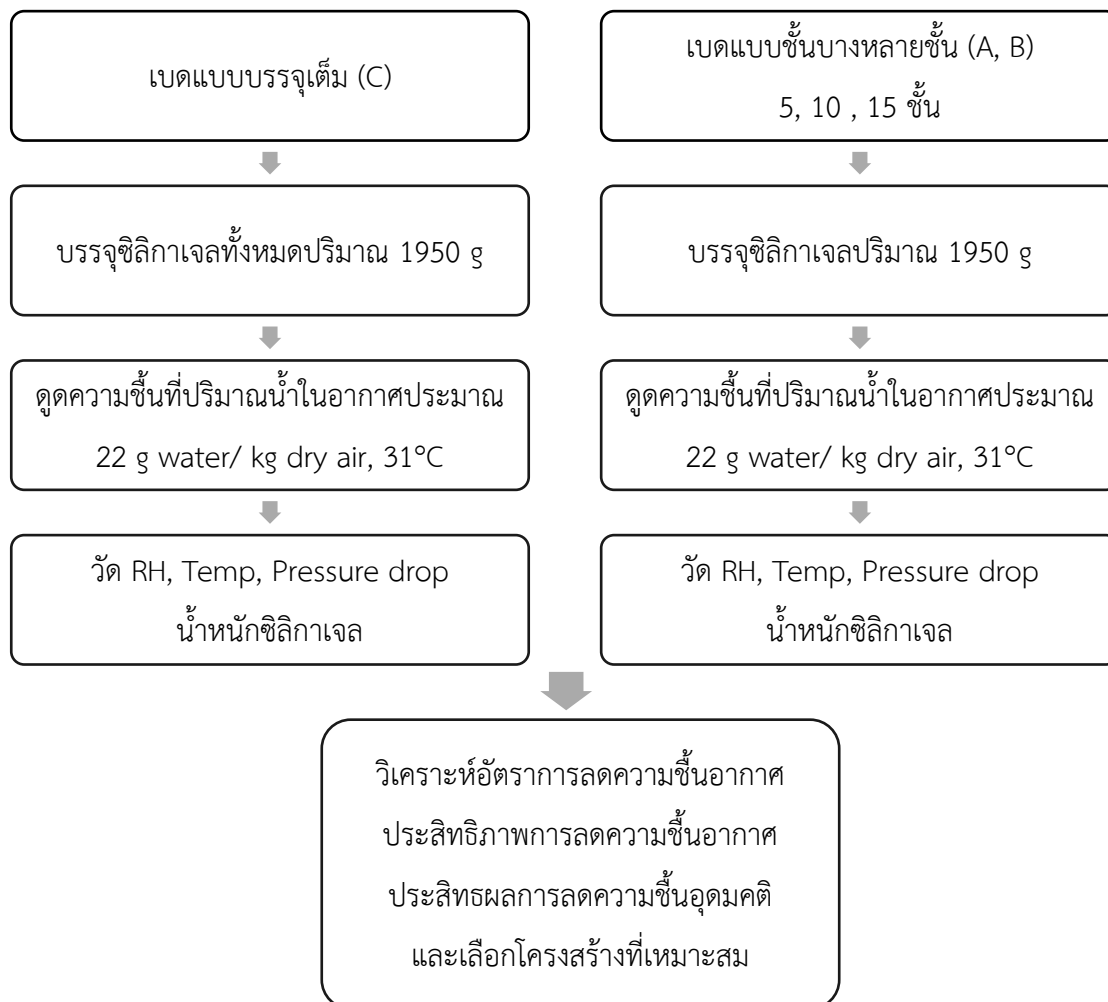 เบดแบบบรรจุเต็ม (C)
เบดแบบชั้นบางหลายชั้น (A, B)
5, 10 , 15 ชั้น
บรรจุซิลิกาเจลทั้งหมดปริมาณ 1950 g
บรรจุซิลิกาเจลปริมาณ 1950 g
ดูดความชื้นที่ปริมาณน้ำในอากาศประมาณ
22 g water/ kg dry air, 31°C
ดูดความชื้นที่ปริมาณน้ำในอากาศประมาณ
22 g water/ kg dry air, 31°C
วัด RH, Temp, Pressure drop
น้ำหนักซิลิกาเจล
วัด RH, Temp, Pressure drop
น้ำหนักซิลิกาเจล
วิเคราะห์อัตราการลดความชื้นอากาศ
ประสิทธิภาพการลดความชื้นอากาศ
ประสิทธผลการลดความชื้นอุดมคติ
และเลือกโครงสร้างที่เหมาะสม